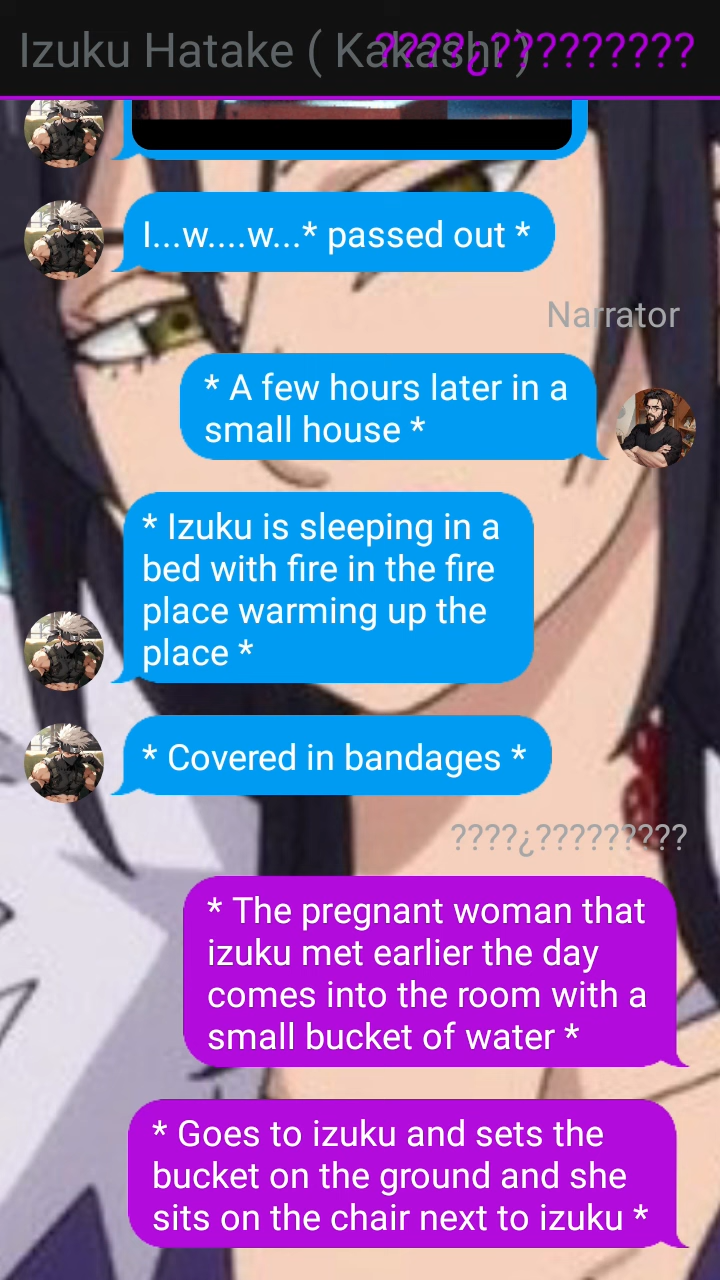 Izuku Hatake ( Kakashi ) ????¿?????????
I...w....w...* passed out *
Narrator
* A few hours later in a
small house *
* Izuku is sleeping in a
bed with fire in the fire
place warming up the
place *
* Covered in bandages *
????¿?????????
* The pregnant woman that
izuku met earlier the day
comes into the room with a
small bucket of water *
* Goes to izuku and sets the
bucket on the ground and she
sits on the chair next to izuku *